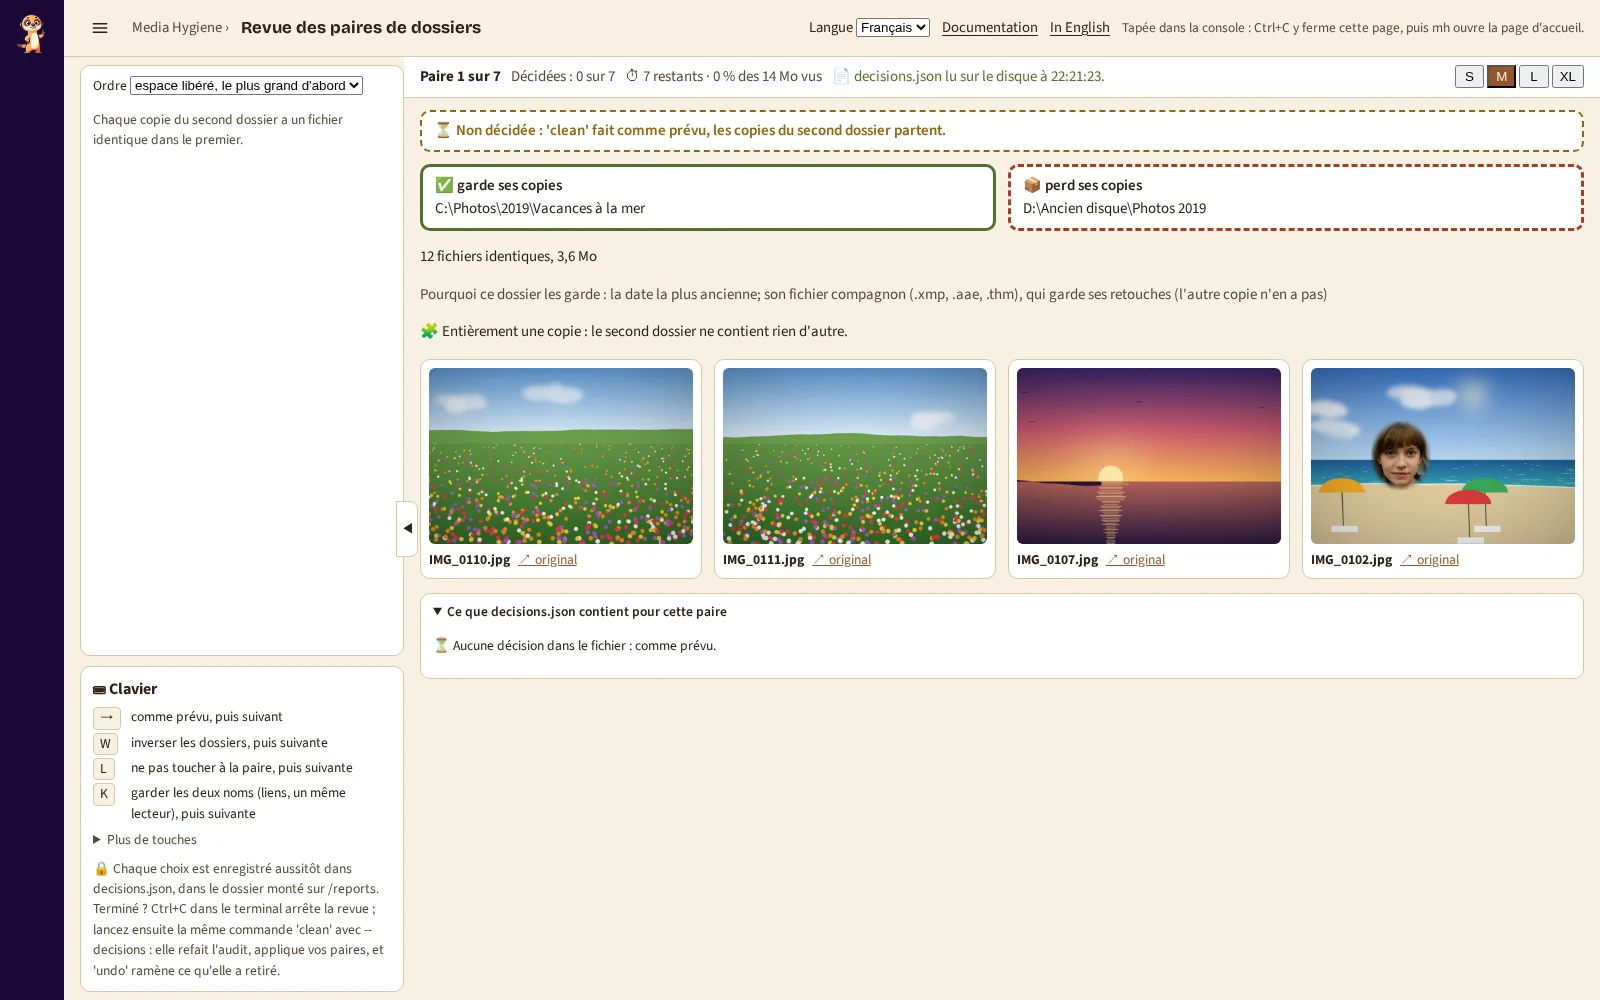 Media Hygiene › Revue des paires de dossiers
Langue Français Documentation In English Tapée dans la console : Ctrl+C y ferme cette page, puis mh ouvre la page d'accueil.
Ordre espace libéré, le plus grand d'abord
Chaque copie du second dossier a un fichier
identique dans le premier.
Paire 1 sur 7 Décidées : 0 sur 7 ⏱ 7 restants · 0 % des 14 Mo vus 📄 decisions.json lu sur le disque à 22:21:23.
S M L XL
⏳ Non décidée : 'clean' fait comme prévu, les copies du second dossier partent.
✅ garde ses copies
C:\Photos\2019\Vacances à la mer
📦 perd ses copies
D:\Ancien disque\Photos 2019
12 fichiers identiques, 3,6 Mo
Pourquoi ce dossier les garde : la date la plus ancienne; son fichier compagnon (.xmp, .aae, .thm), qui garde ses retouches (l'autre copie n'en a pas)
🧩 Entièrement une copie : le second dossier ne contient rien d'autre.
IMG_0110.jpg ↗ original
IMG_0111.jpg ↗ original
IMG_0107.jpg ↗ original
IMG_0102.jpg ↗ original
▼ Ce que decisions.json contient pour cette paire
⏳ Aucune décision dans le fichier : comme prévu.
⌨ Clavier
→ comme prévu, puis suivant
W inverser les dossiers, puis suivante
L ne pas toucher à la paire, puis suivante
K garder les deux noms (liens, un même
lecteur), puis suivante
▶ Plus de touches
🔒 Chaque choix est enregistré aussitôt dans
decisions.json, dans le dossier monté sur /reports.
Terminé ? Ctrl+C dans le terminal arrête la revue ;
lancez ensuite la même commande 'clean' avec --
decisions : elle refait l'audit, applique vos paires, et
'undo' ramène ce qu'elle a retiré.